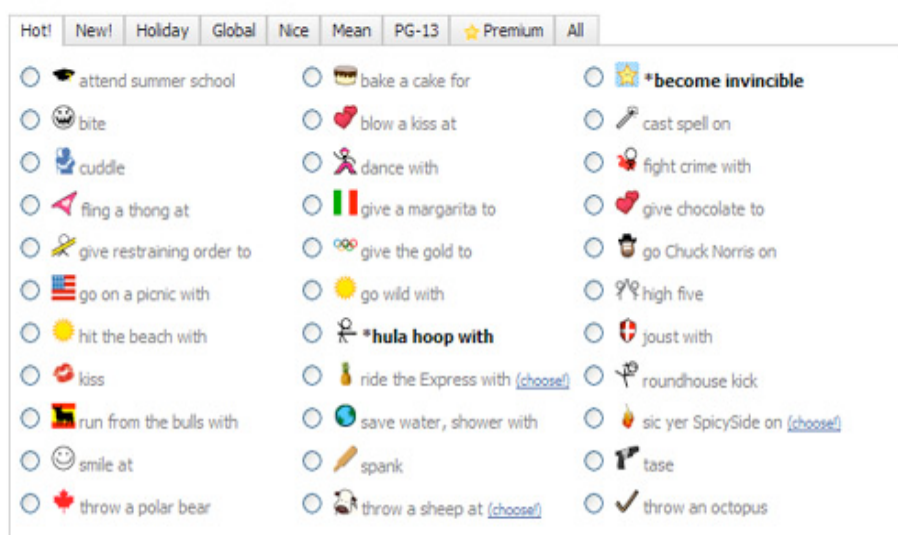 Hot! New! Holiday Global Nice Mean PG-13 Premium All
attend summer school bake a cake for *become invincible
bite blow a kiss at cast spell on
cuddle dance with fight crime with
fling a thong at give a margarita to give chocolate to
give restraining order to give the gold to go Chuck Norris on
go on a picnic with go wild with high five
hit the beach with *hula hoop with joust with
kiss ride the Express with (choose!) roundhouse kick
run from the bulls with save water, shower with sic yer SpicySide on (choose!)
smile at spank tase
throw a polar bear throw a sheep at (choose!) throw an octopus